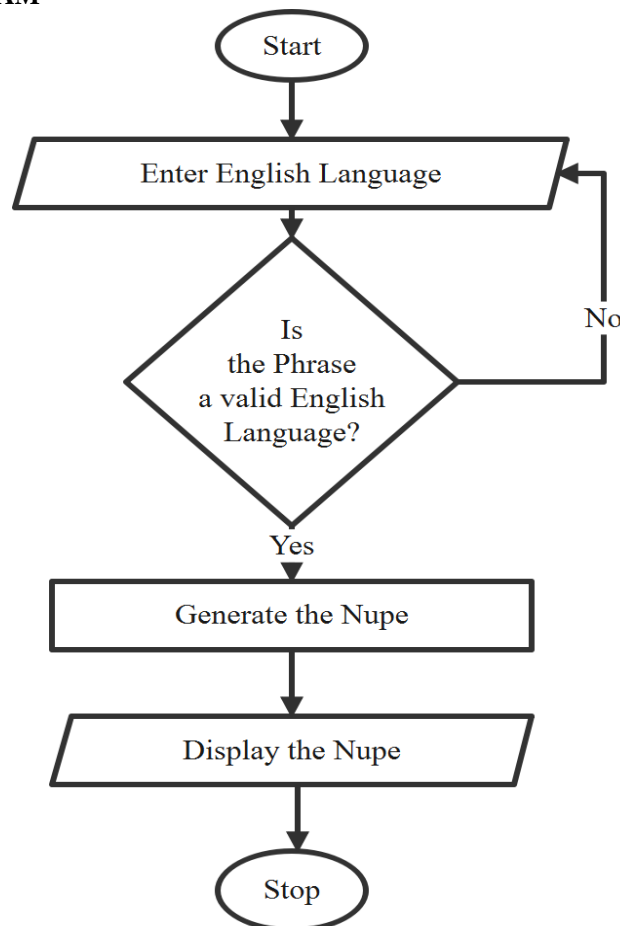 Start
Enter English Language
Is
the Phrase
a valid English
Language?
No
Yes
Generate the Nupe
Display the Nupe
Stop